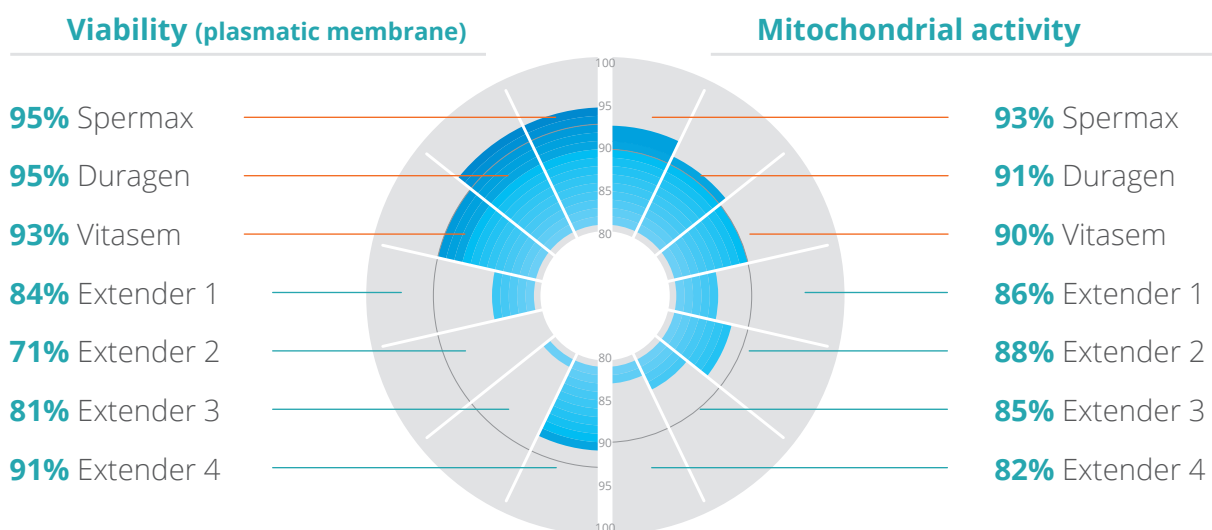 Viability (plasmatic membrane)
95% Spermax
95% Duragen
93% Vitasem
84% Extender 1
71% Extender 2
81% Extender 3
91% Extender 4
100
95
90
85
80
80
85
90
95
100
Mitochondrial activity
93% Spermax
91% Duragen
90% Vitasem
86% Extender 1
88% Extender 2
85% Extender 3
82% Extender 4